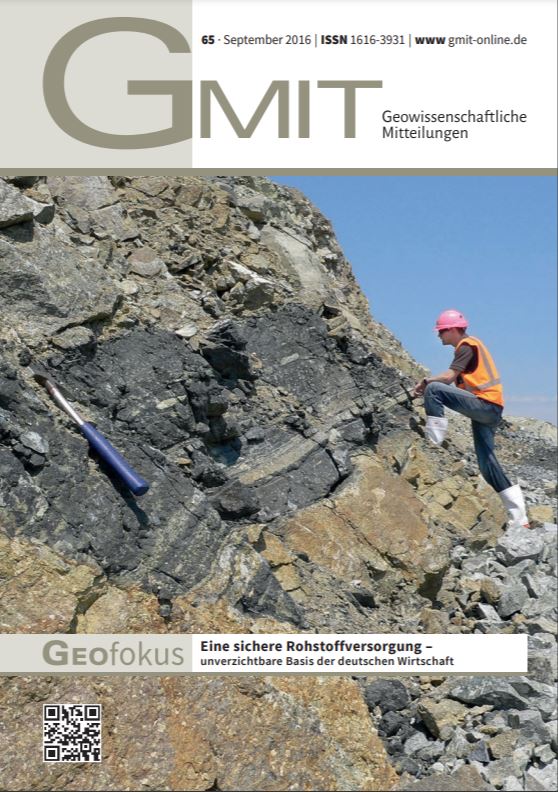 65 · September 2016 | ISSN 1616-3931 | www gmit-online.de
GMIT
Geowissenschaftliche
Mitteilungen
GEOfokus
Eine sichere Rohstoffversorgung –
unverzichtbare Basis der deutschen Wirtschaft